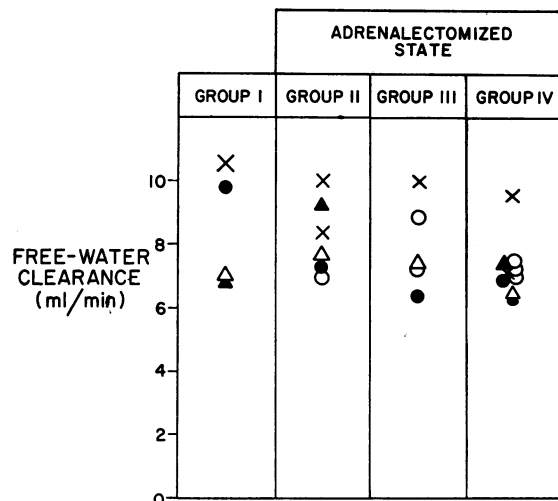 ADRENALECTOMIZED
STATE
GROUP I GROUP II GROUP III GROUP IV
FREE-WATER
CLEARANCE
(ml/min)
10
8
6
4
2
0